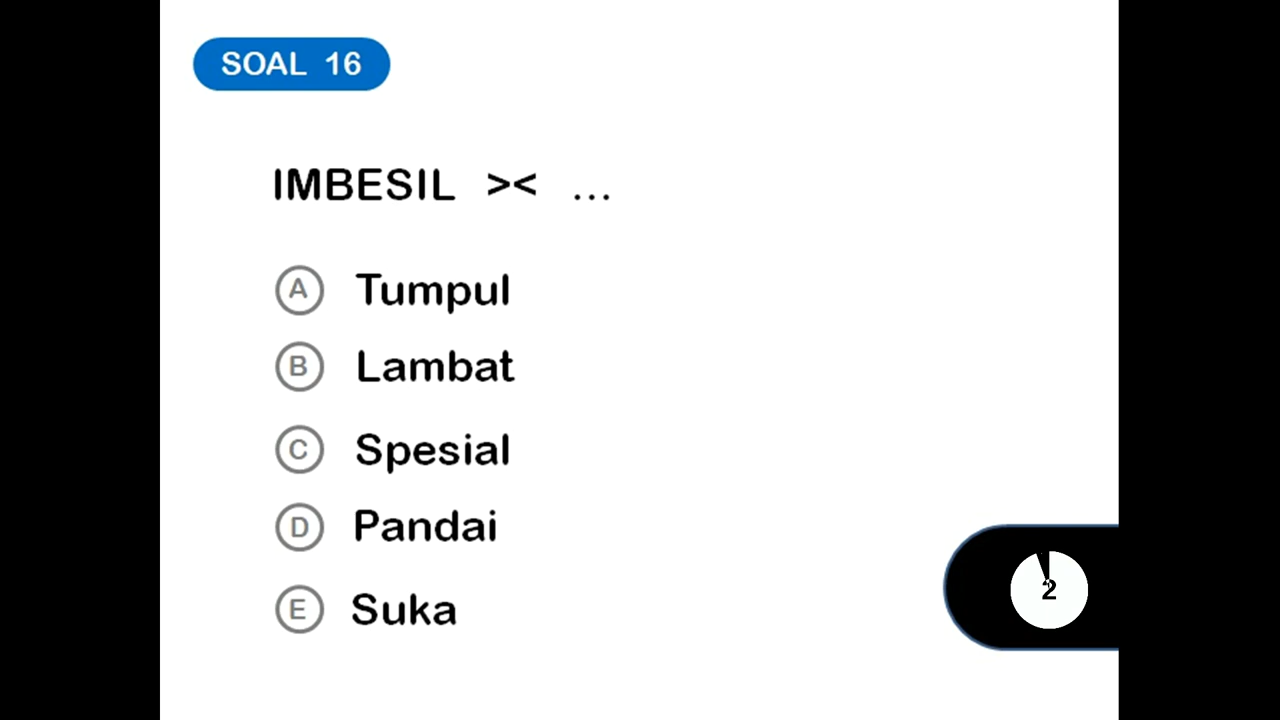 SOAL 16
IMBESIL >< ...
A Tumpul
B Lambat
C Spesial
D Pandai
E Suka
2